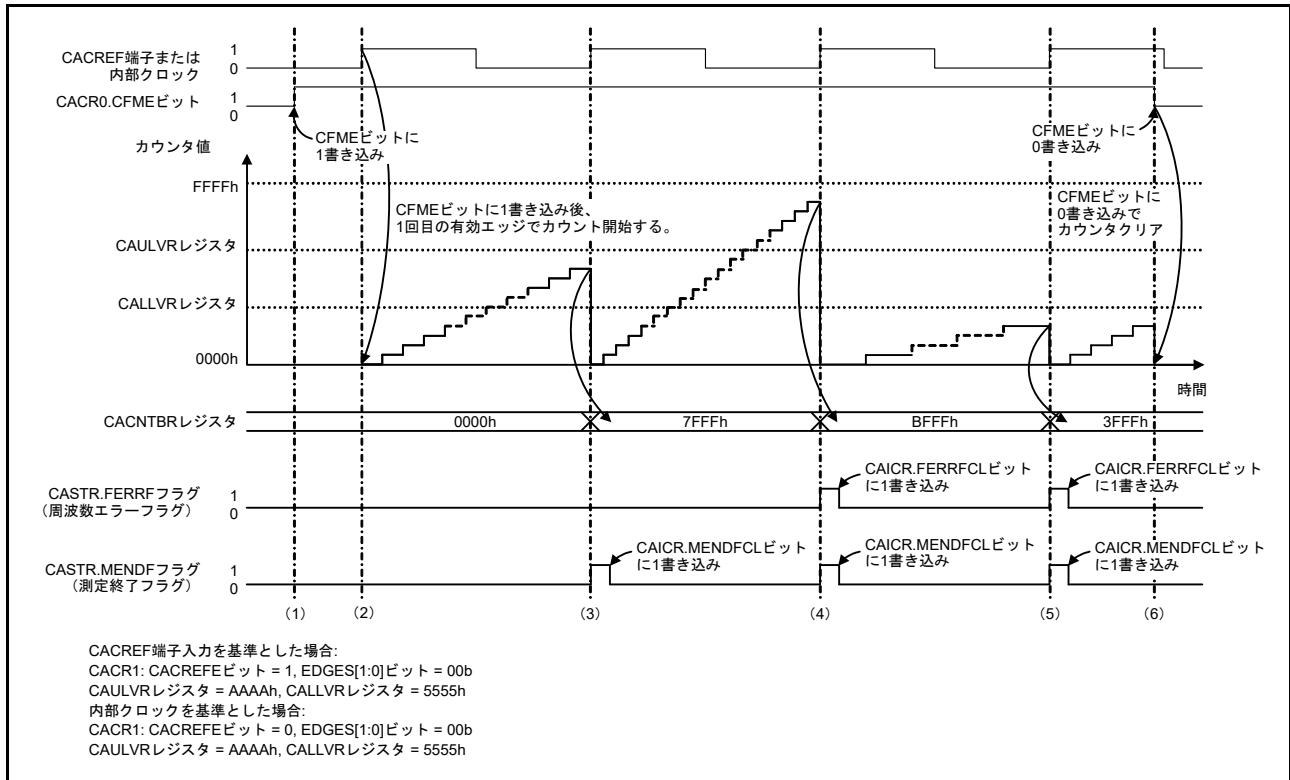 CACREF端子または
内部クロック
1
0
CACR0.CFMEビット
1
0
CFMEビットに
1書き込み
CFMEビットに
0書き込み
カウンタ値
FFFFh
CFMEビットに1書き込み後、
1回目の有効エッジでカウント開始する。
CFMEビットに
0書き込みで
カウンタクリア
CAULVRレジスタ
CALLVRレジスタ
0000h
時間
CACNTBRレジスタ
0000h
7FFFh
BFFFh
3FFFh
CASTR.FERRFフラグ
(周波数エラーフラグ)
1
0
CAICR.FERRFCLビット
に1書き込み
CAICR.FERRFCLビット
に1書き込み
CASTR.MENDFフラグ
(測定終了フラグ)
1
0
CAICR.MENDFCLビット
に1書き込み
CAICR.MENDFCLビット
に1書き込み
CAICR.MENDFCLビット
に1書き込み
(1) (2) (3) (4) (5) (6)
CACREF端子入力を基準とした場合:
CACR1: CACREFEビット = 1, EDGES[1:0]ビット = 00b
CAULVRレジスタ = AAAAh, CALLVRレジスタ = 5555h
内部クロックを基準とした場合:
CACR1: CACREFEビット = 0, EDGES[1:0]ビット = 00b
CAULVRレジスタ = AAAAh, CALLVRレジスタ = 5555h